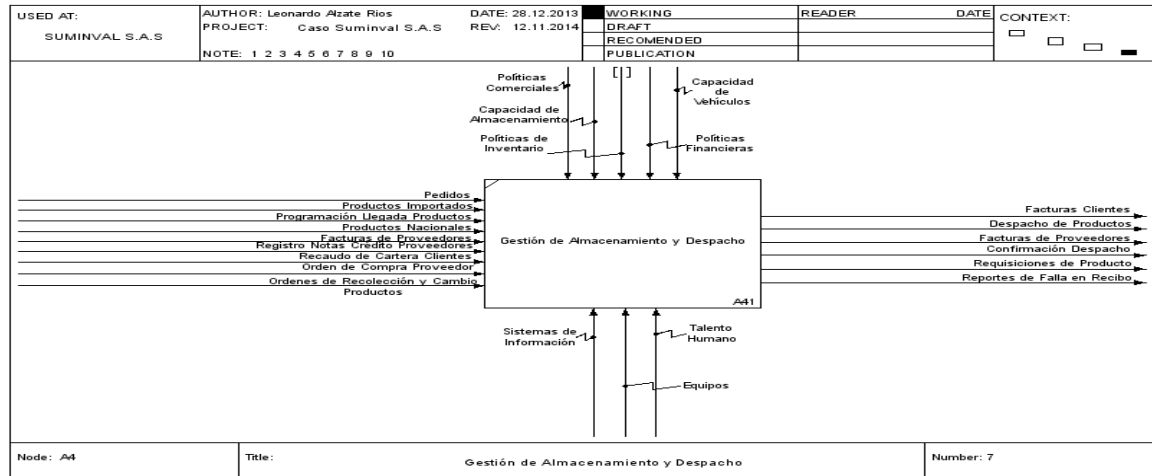 USED AT:
SUMINVAL S.A.S
AUTHOR: Leonardo Alzate Rios
DATE: 28.12.2013
PROJECT: Caso Suminval S.A.S
REV: 12.11.2014
NOTE: 1 2 3 4 5 6 7 8 9 10
WORKING
DRAFT
RECOMENDED
PUBLICATION
READER
DATE
CONTEXT:
Políticas
Comerciales
[ ]
Capacidad
de
Vehículos
Capacidad de
Almacenamiento
Políticas de
Inventario
Políticas
Financieras
Pedidos
Productos Importados
Programación Llegada Productos
Productos Nacionales
Facturas de Proveedores
Registro Notas Crédito Proveedores
Recaudo de Cartera Clientes
Orden de Compra Proveedor
Ordenes de Recolección y Cambio
Productos
Gestión de Almacenamiento y Despacho
A41
Facturas Clientes
Despacho de Productos
Facturas de Proveedores
Confirmación Despacho
Requisiciones de Producto
Reportes de Falla en Recibo
Sistemas de
Información
Talento
Humano
Equipos
Node: A4
Title:
Gestión de Almacenamiento y Despacho
Number: 7